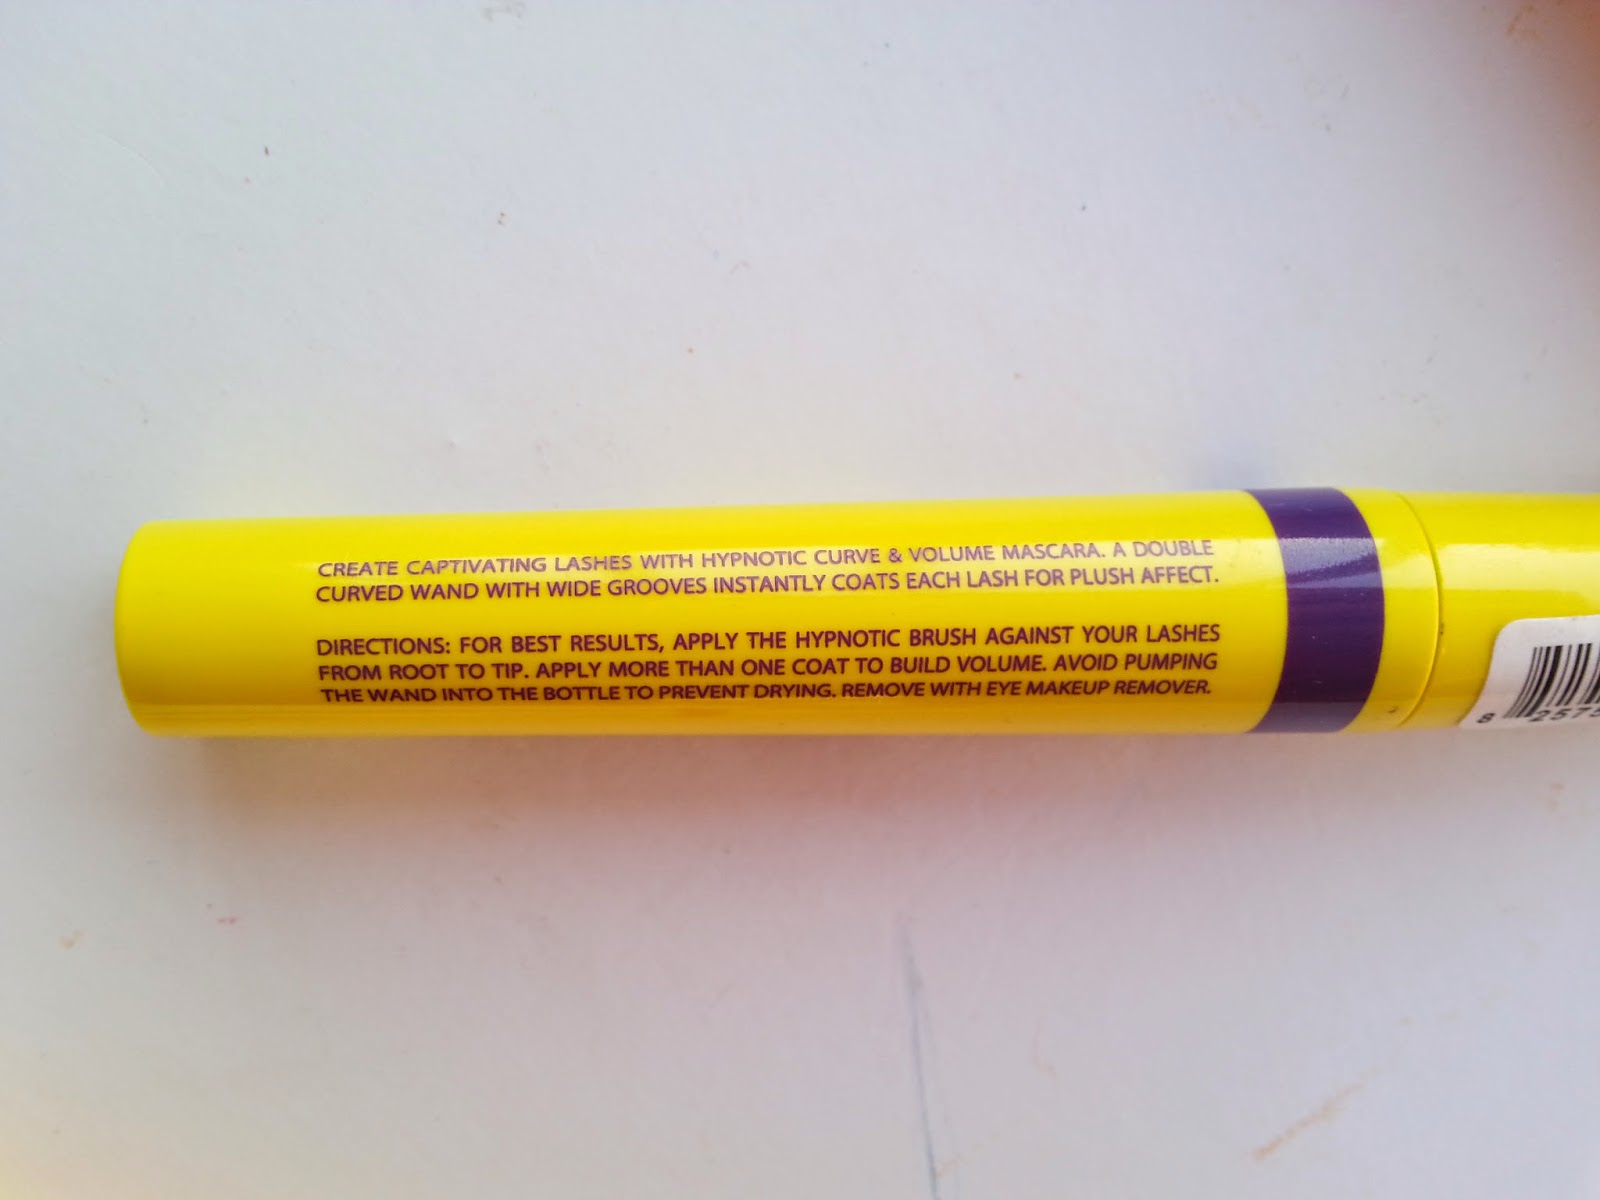 CREATE CAPTIVATING LASHES WITH HYPNOTIC CURVE & VOLUME MASCARA. A DOUBLE
CURVED WAND WITH WIDE GROOVES INSTANTLY COATS EACH LASH FOR PLUSH AFFECT.
DIRECTIONS: FOR BEST RESULTS, APPLY THE HYPNOTIC BRUSH AGAINST YOUR LASHES
FROM ROOT TO TIP. APPLY MORE THAN ONE COAT TO BUILD VOLUME. AVOID PUMPING
THE WAND INTO THE BOTTLE TO PREVENT DRYING. REMOVE WITH EYE MAKEUP REMOVER.
8 2575